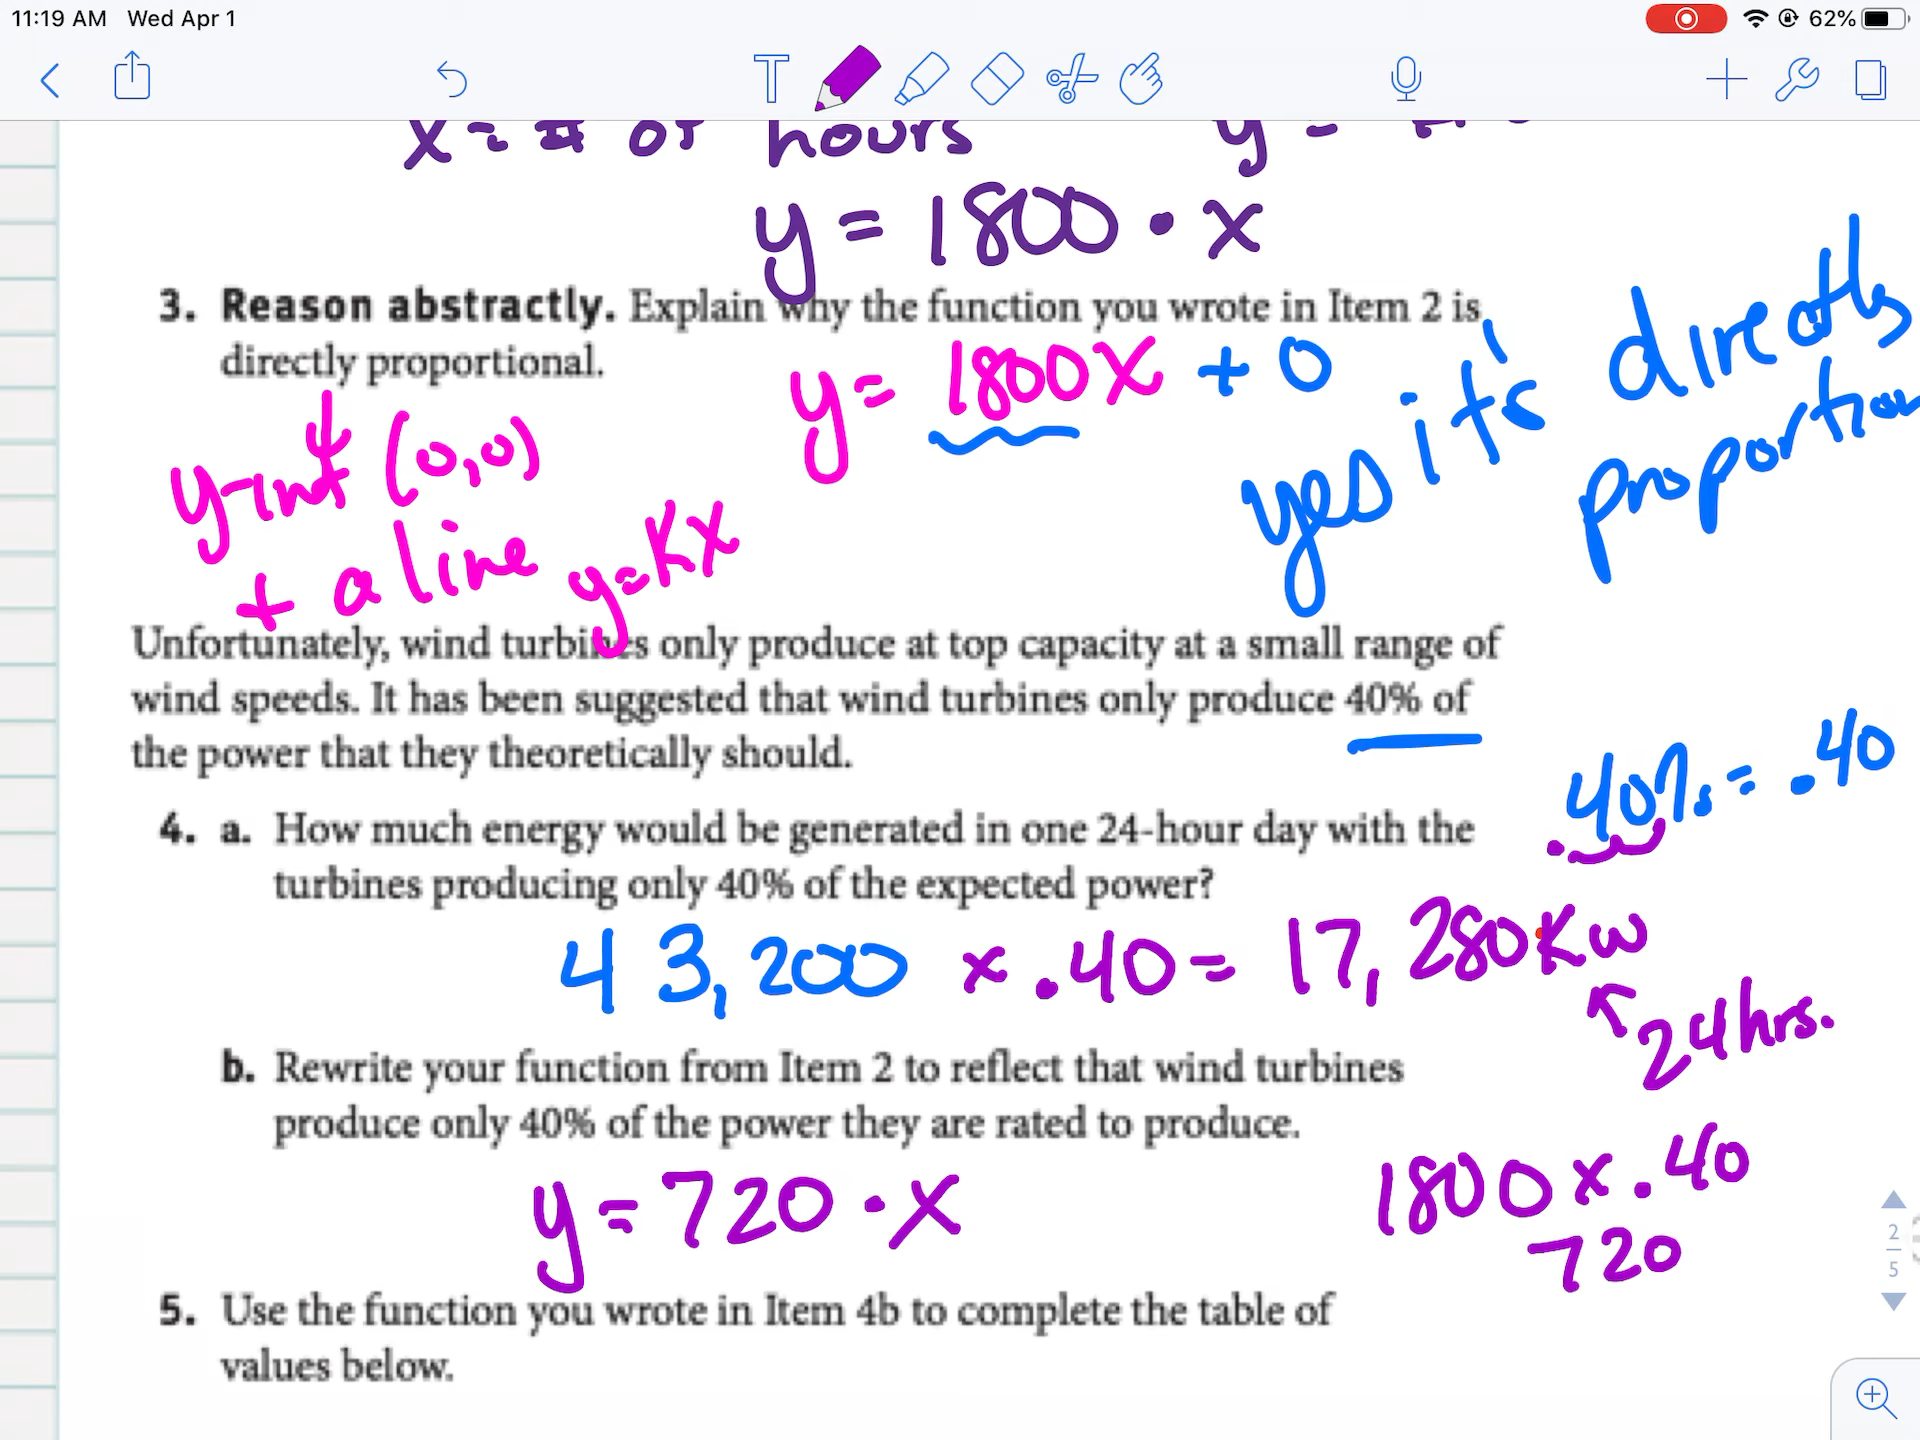 11:19 AM Wed Apr 1
62%
T
x = # of hours y =
y = 1800 · x
3. Reason abstractly. Explain why the function you wrote in Item 2 is
directly proportional.
y = 1800x + 0
yes it's directly
proportion
y-int (0,0)
+ a line y=Kx
Unfortunately, wind turbines only produce at top capacity at a small range of
wind speeds. It has been suggested that wind turbines only produce 40% of
the power that they theoretically should.
40% = .40
4. a. How much energy would be generated in one 24-hour day with the
turbines producing only 40% of the expected power?
43,200 x .40 = 17,280 Kw
24 hrs.
b. Rewrite your function from Item 2 to reflect that wind turbines
produce only 40% of the power they are rated to produce.
1800 x .40
720
y = 720 · x
2
5
5. Use the function you wrote in Item 4b to complete the table of
values below.